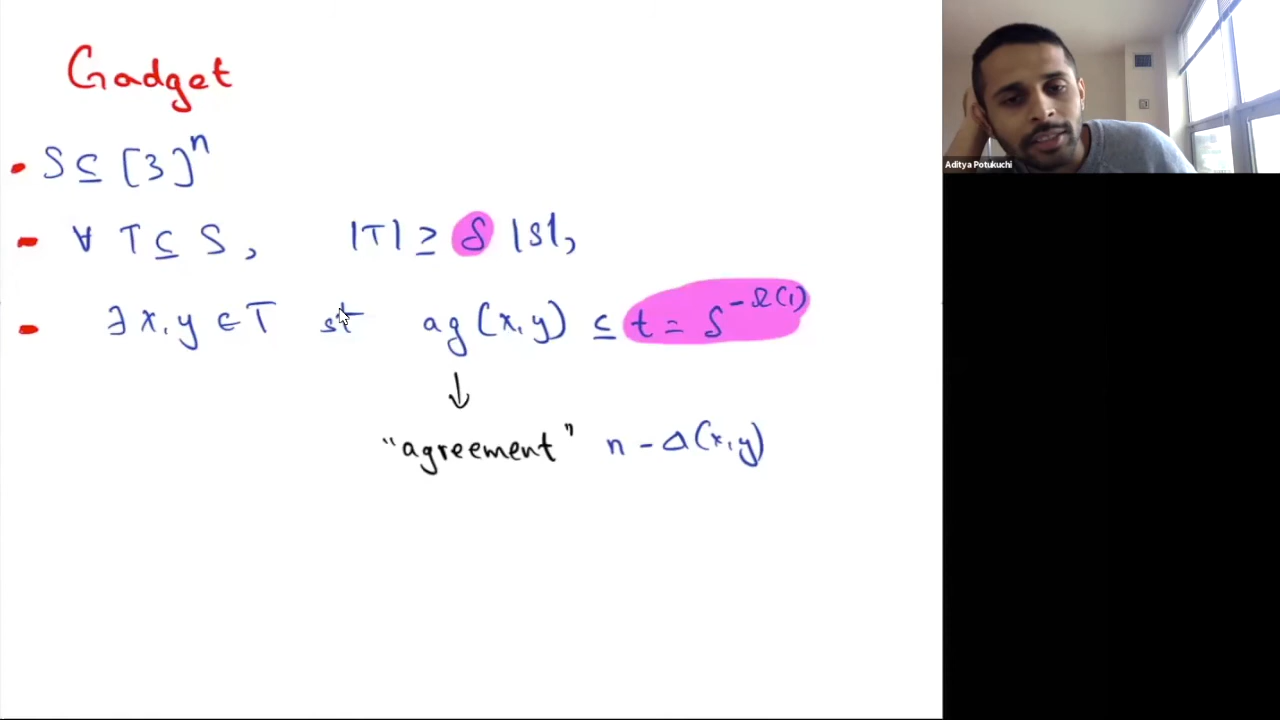 Gadget
• S ⊆ [3]ⁿ
- ∀ T ⊆ S, |T| ≥ δ |S|,
- ∃ x, y ∈ T st ag(x, y) ≤ t = δ^{-Ω(1)}
↓
"agreement" n - Δ(x, y)
Aditya Potukuchi